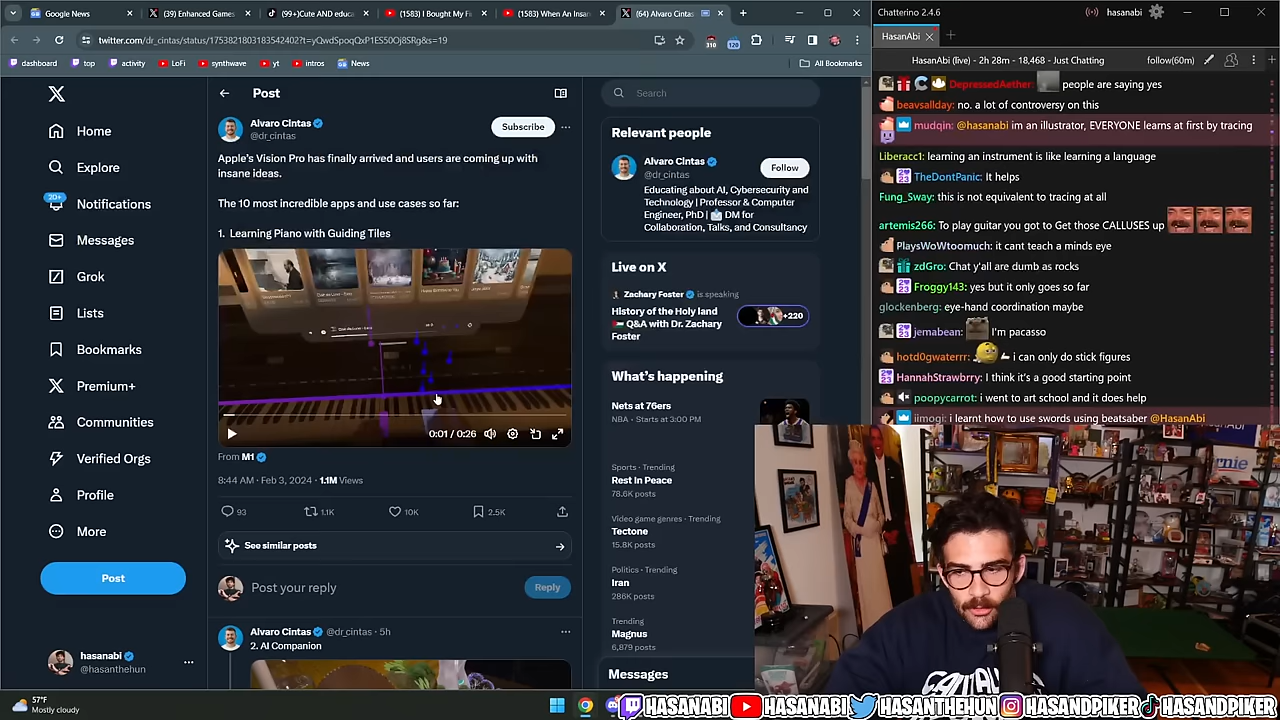 Google News
(39) Enhanced Games
(99+)Cute AND educa
(1583) I Bought My Fi
(1583) When An Insan
(64) Alvaro Cintas
twitter.com/dr_cintas/status/1753821803183542402?t=yQwdSpoqQxP1ES50Oj8SRg&s=19
310
120
dashboard
top
activity
LoFi
synthwave
yt
intros
News
All Bookmarks
Home
Explore
20+
Notifications
Messages
Grok
Lists
Bookmarks
Premium+
Communities
Verified Orgs
Profile
More
Post
hasanabi
@hasanthehun
Post
Alvaro Cintas
@dr_cintas
Subscribe
Apple's Vision Pro has finally arrived and users are coming up with
insane ideas.
The 10 most incredible apps and use cases so far:
1. Learning Piano with Guiding Tiles
0:01 / 0:26
From M1
8:44 AM · Feb 3, 2024 · 1.1M Views
93
1.1K
10K
2.5K
See similar posts
Post your reply
Reply
Alvaro Cintas @dr_cintas · 5h
2. AI Companion
Search
Relevant people
Alvaro Cintas
@dr_cintas
Follow
Educating about AI, Cybersecurity and
Technology | Professor & Computer
Engineer, PhD | DM for
Collaboration, Talks, and Consultancy
Live on X
Zachary Foster is speaking
History of the Holy land
Q&A with Dr. Zachary
Foster
+220
What's happening
Nets at 76ers
NBA · Starts at 3:00 PM
Sports · Trending
Rest in Peace
78.6K posts
Video game genres · Trending
Tectone
15.8K posts
Politics · Trending
Iran
286K posts
Trending
Magnus
6,879 posts
Messages
Chatterino 2.4.6
hasanabi
HasanAbi
HasanAbi (live) - 2h 28m - 18,468 - Just Chatting
follow(60m)
DepressedAether: people are saying yes
beavsallday: no. a lot of controversy on this
mudqin: @hasanabi im an illustrator, EVERYONE learns at first by tracing
Liberacc1: learning an instrument is like learning a language
TheDontPanic: It helps
Fung_Sway: this is not equivalent to tracing at all
artemis266: To play guitar you got to Get those CALLUSES up
PlaysWoWtoomuch: it cant teach a minds eye
zdGro: Chat y'all are dumb as rocks
Froggy143: yes but it only goes so far
glockenberg: eye-hand coordination maybe
jemabean: I'm pacasso
hotd0gwaterrr: i can only do stick figures
HannahStrawbrry: I think it's a good starting point
poopycarrot: i went to art school and it does help
iimogi: i learnt how to use swords using beatsaber @HasanAbi
57°F
Mostly cloudy
HASANABI
HASANABI
HASANTHEHUN
HASANDPIKER
HASANDPIKER